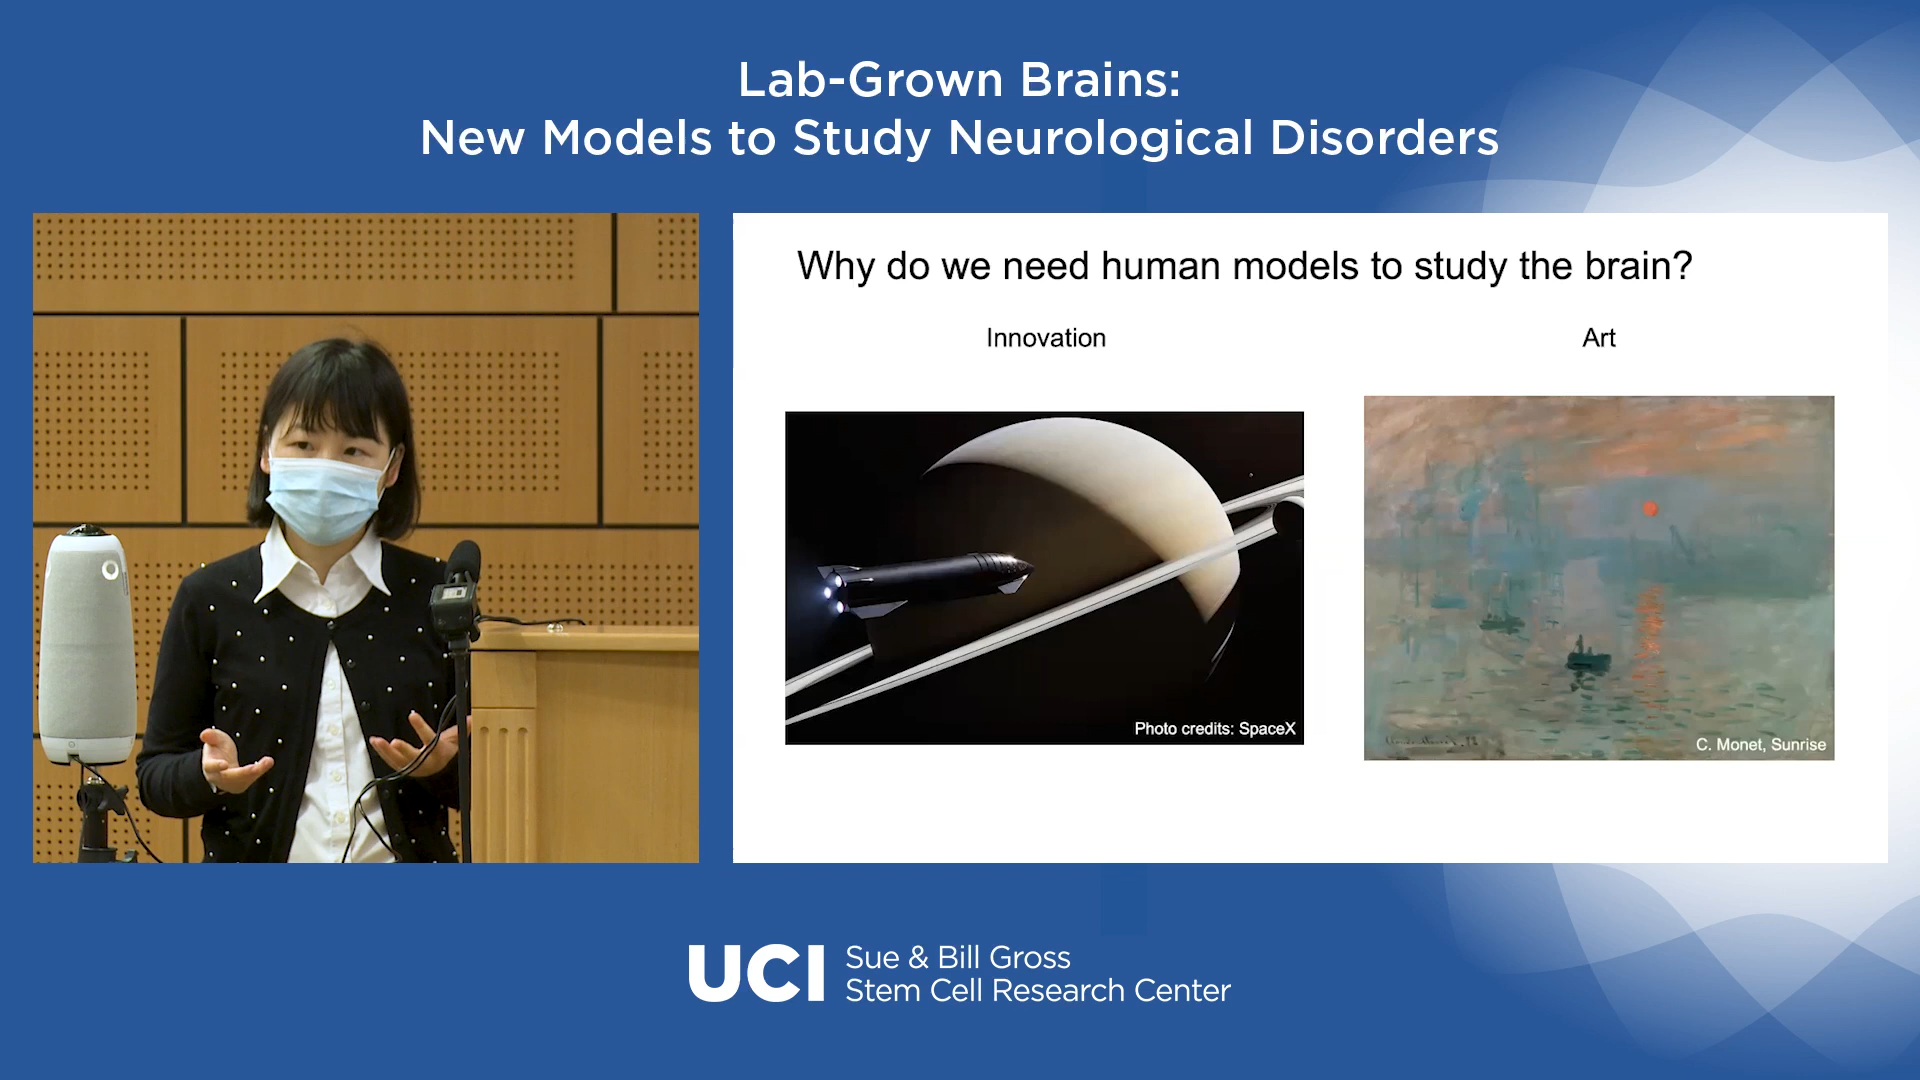 Lab-Grown Brains:
New Models to Study Neurological Disorders
Why do we need human models to study the brain?
Innovation
Art
Photo credits: SpaceX
C. Monet, Sunrise
UCI
Sue & Bill Gross
Stem Cell Research Center